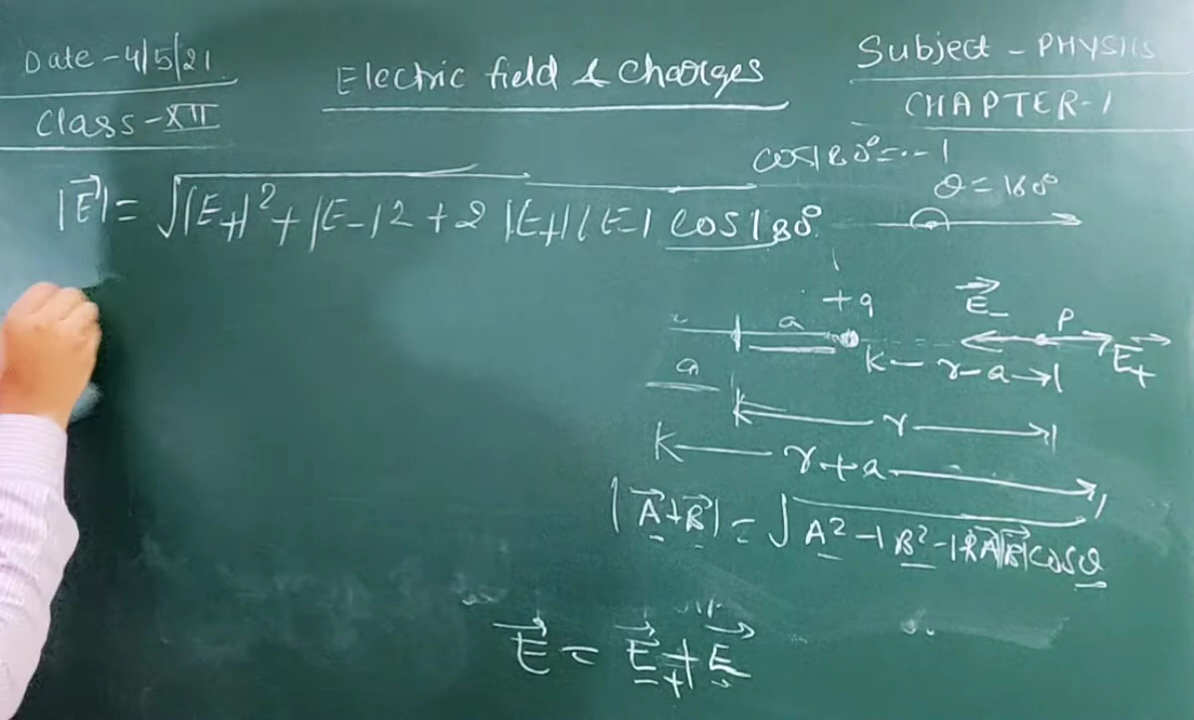 Date - 4/5/21
Class - XII
Electric field & Charges
Subject - PHYSICS
CHAPTER-1
cos180° = -1
θ = 180°
|E⃗| = √|E₊|² + |E₋|2 + 2 |E₊| |E-| cos180°
+q
a
E⃗₋
P
E⃗₊
r-a
a
r
r+a
|A⃗+B⃗| = √A²+B²+2|A⃗||B⃗|cosθ
E⃗ = E⃗₊ + E⃗₋